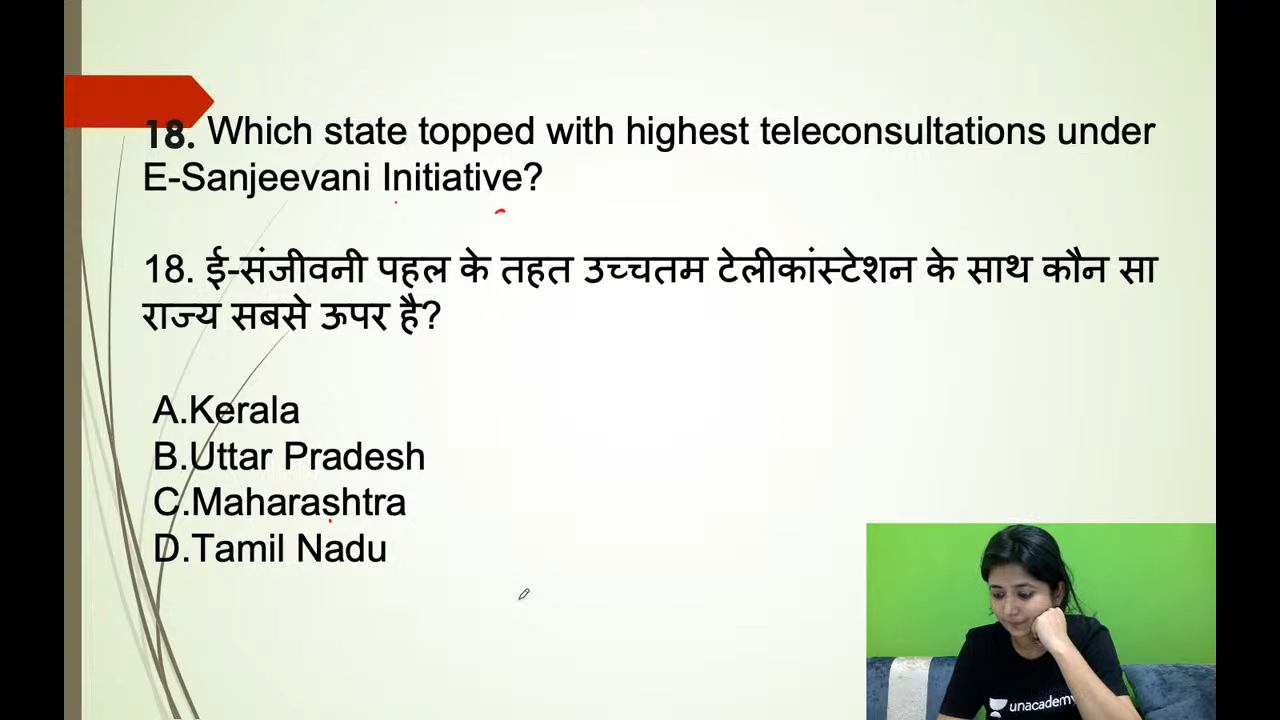 18. Which state topped with highest teleconsultations under
E-Sanjeevani Initiative?
18. ई-संजीवनी पहल के तहत उच्चतम टेलीकांस्टेशन के साथ कौन सा
राज्य सबसे ऊपर है?
A.Kerala
B.Uttar Pradesh
C.Maharashtra
D.Tamil Nadu
unacademy